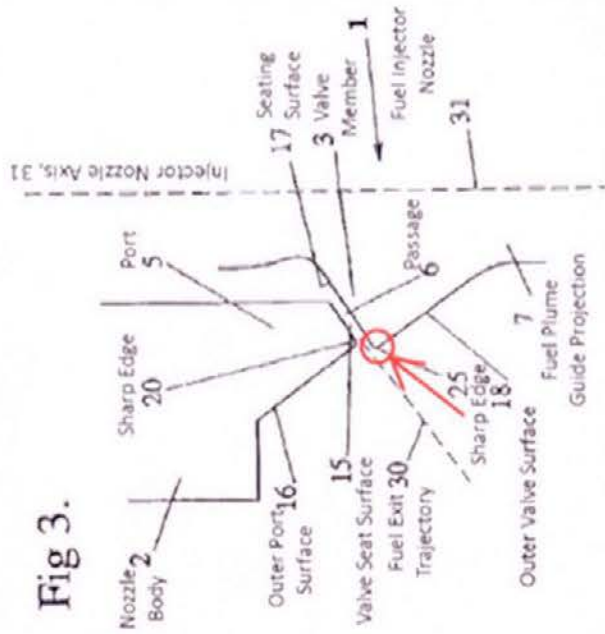 Fig 3.
Nozzle 2
Body
Sharp Edge
20
Port
5
Injector Nozzle Axis, 31
Outer Port 16
Surface
15
Valve Seat Surface
Fuel Exit 30
Trajectory
17 Seating
Surface
3 Valve
Member
1
Fuel Injector
Nozzle
31
Passage
6
25
Sharp Edge
18
Outer Valve Surface
7
Fuel Plume
Guide Projection